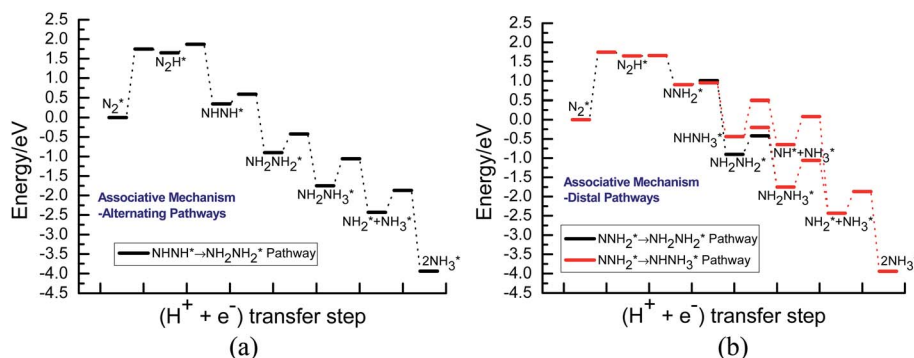 Energy/eV
2.5
2.0
1.5
1.0
0.5
0.0
-0.5
-1.0
-1.5
-2.0
-2.5
-3.0
-3.5
-4.0
-4.5
N₂*
N₂H*
NHNH*
NH₂NH₂*
NH₂NH₃*
NH₂*+NH₃*
2NH₃*
Associative Mechanism
-Alternating Pathways
NHNH*→NH₂NH₂* Pathway
(H⁺ + e⁻) transfer step
(a)
Energy/eV
2.5
2.0
1.5
1.0
0.5
0.0
-0.5
-1.0
-1.5
-2.0
-2.5
-3.0
-3.5
-4.0
-4.5
N₂*
N₂H*
NNH₂*
NHNH₃*
NH*+NH₃*
NH₂NH₂*
NH₂NH₃*
NH₂*+NH₃*
2NH₃
Associative Mechanism
-Distal Pathways
NNH₂*→NH₂NH₂* Pathway
NNH₂*→NHNH₃* Pathway
(H⁺ + e⁻) transfer step
(b)